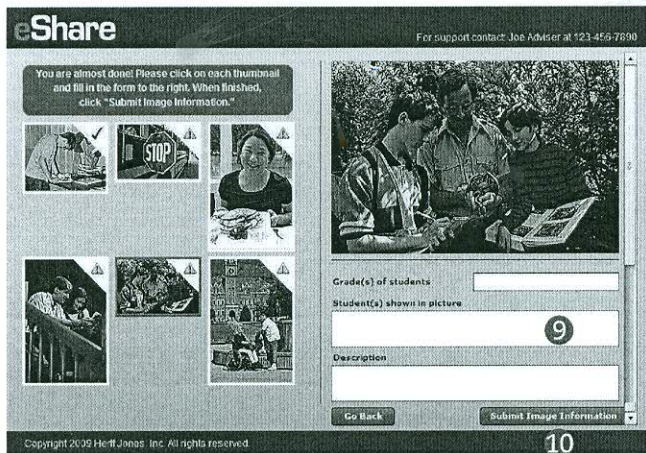 eShare
For support contact: Joe Adviser at 123-456-7890
You are almost done! Please click on each thumbnail
and fill in the form to the right. When finished,
click "Submit Image Information."
STOP
Grade(s) of students
Student(s) shown in picture
9
Description
Go Back
Submit Image Information
Copyright 2009 Herff Jones, Inc. All rights reserved.
10